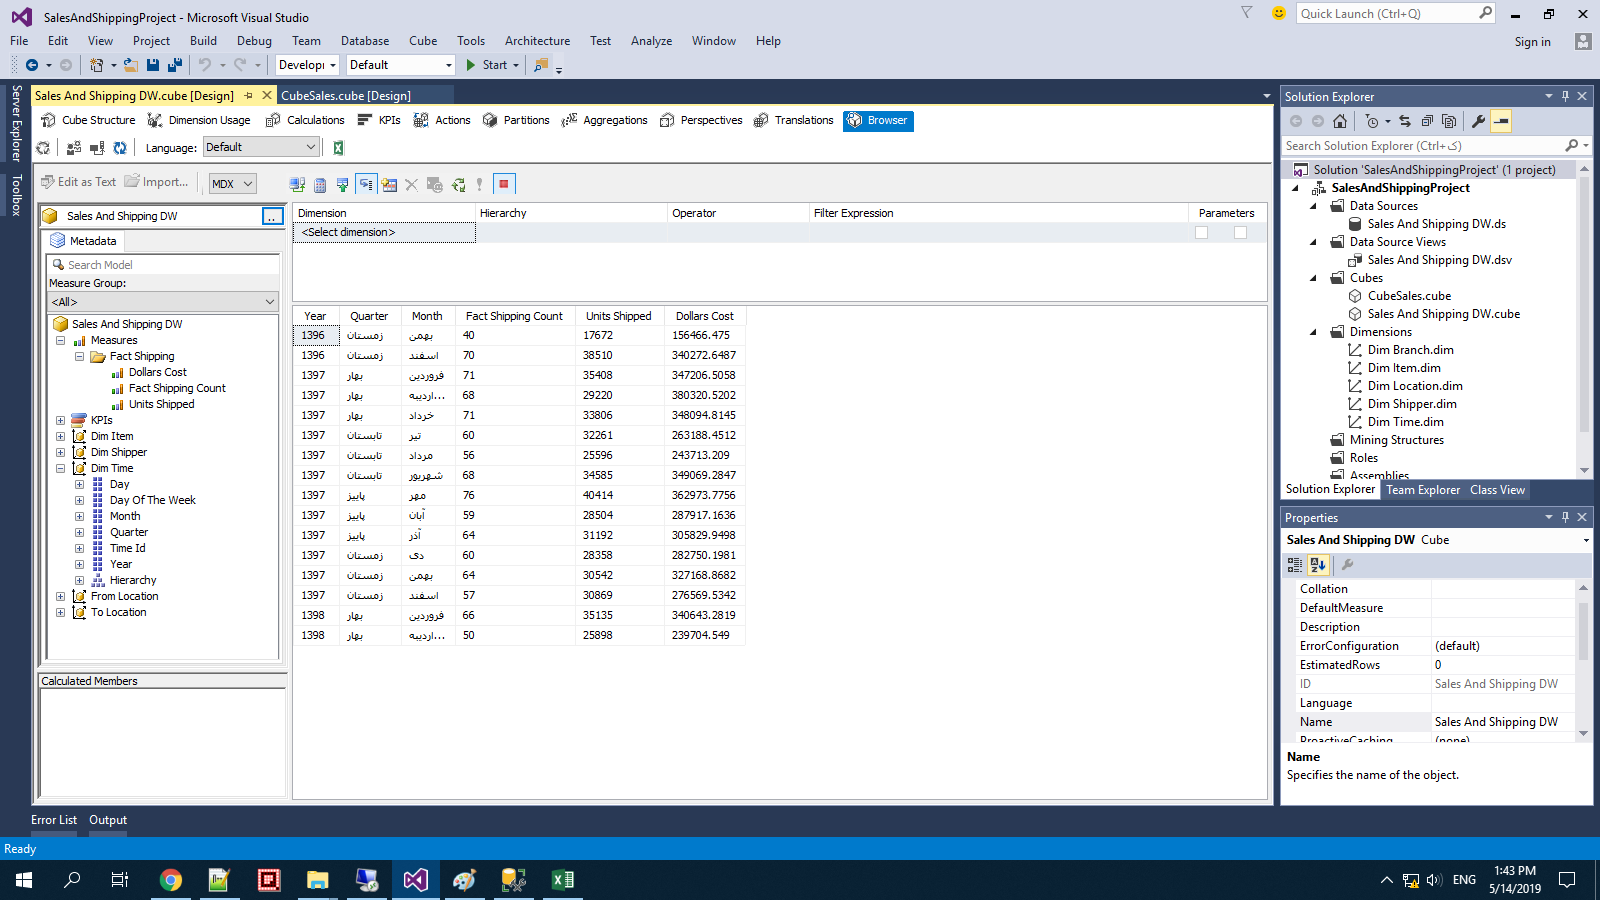 SalesAndShippingProject - Microsoft Visual Studio
Quick Launch (Ctrl+Q)
File Edit View Project Build Debug Team Database Cube Tools Architecture Test Analyze Window Help
Sign in
Default
Start
Server Explorer
Toolbox
Sales And Shipping DW.cube [Design]
CubeSales.cube [Design]
Cube Structure Dimension Usage Calculations KPIs Actions Partitions Aggregations Perspectives Translations Browser
Language: Default
Edit as Text Import... MDX
Sales And Shipping DW ..
Metadata
Search Model
Measure Group:
<All>
Sales And Shipping DW
Measures
Fact Shipping
Dollars Cost
Fact Shipping Count
Units Shipped
KPIs
Dim Item
Dim Shipper
Dim Time
Day
Day Of The Week
Month
Quarter
Time Id
Year
Hierarchy
From Location
To Location
Calculated Members
Dimension Hierarchy Operator Filter Expression Parameters
<Select dimension>
Year Quarter Month Fact Shipping Count Units Shipped Dollars Cost
1396 زمستان بهمن 40 17672 156466.475
1396 زمستان اسفند 70 38510 340272.6487
1397 بهار فروردین 71 35408 347206.5058
1397 بهار اردیبه... 68 29220 380320.5202
1397 بهار خرداد 71 33806 348094.8145
1397 تابستان تیر 60 32261 263188.4512
1397 تابستان مرداد 56 25596 243713.209
1397 تابستان شهریور 68 34585 349069.2847
1397 پاییز مهر 76 40414 362973.7756
1397 پاییز آبان 59 28504 287917.1636
1397 پاییز آذر 64 31192 305829.9498
1397 زمستان دی 60 28358 282750.1981
1397 زمستان بهمن 64 30542 327168.8682
1397 زمستان اسفند 57 30869 276569.5342
1398 بهار فروردین 66 35135 340643.2819
1398 بهار اردیبه... 50 25898 239704.549
Solution Explorer
Search Solution Explorer (Ctrl+ک)
Solution 'SalesAndShippingProject' (1 project)
SalesAndShippingProject
Data Sources
Sales And Shipping DW.ds
Data Source Views
Sales And Shipping DW.dsv
Cubes
CubeSales.cube
Sales And Shipping DW.cube
Dimensions
Dim Branch.dim
Dim Item.dim
Dim Location.dim
Dim Shipper.dim
Dim Time.dim
Mining Structures
Roles
Assemblies
Solution Explorer Team Explorer Class View
Properties
Sales And Shipping DW Cube
Collation
DefaultMeasure
Description
ErrorConfiguration (default)
EstimatedRows 0
ID Sales And Shipping DW
Language
Name Sales And Shipping DW
ProactiveCaching (none)
Name
Specifies the name of the object.
Error List Output
Ready
ENG
1:43 PM
5/14/2019